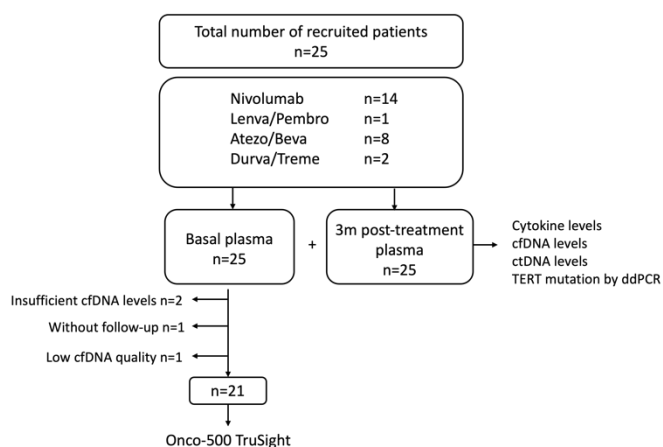 Total number of recruited patients
n=25
Nivolumab n=14
Lenva/Pembro n=1
Atezo/Beva n=8
Durva/Treme n=2
Basal plasma
n=25
+
3m post-treatment
plasma
n=25
Cytokine levels
cfDNA levels
ctDNA levels
TERT mutation by ddPCR
Insufficient cfDNA levels n=2
Without follow-up n=1
Low cfDNA quality n=1
n=21
Onco-500 TruSight